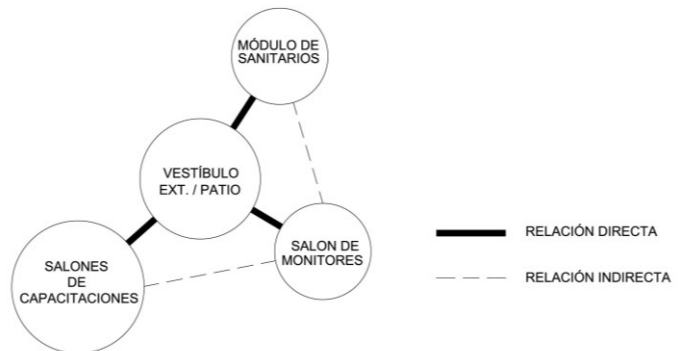 MÓDULO DE
SANITARIOS
VESTÍBULO
EXT. / PATIO
SALON DE
MONITORES
SALONES
DE
CAPACITACIONES
RELACIÓN DIRECTA
RELACIÓN INDIRECTA